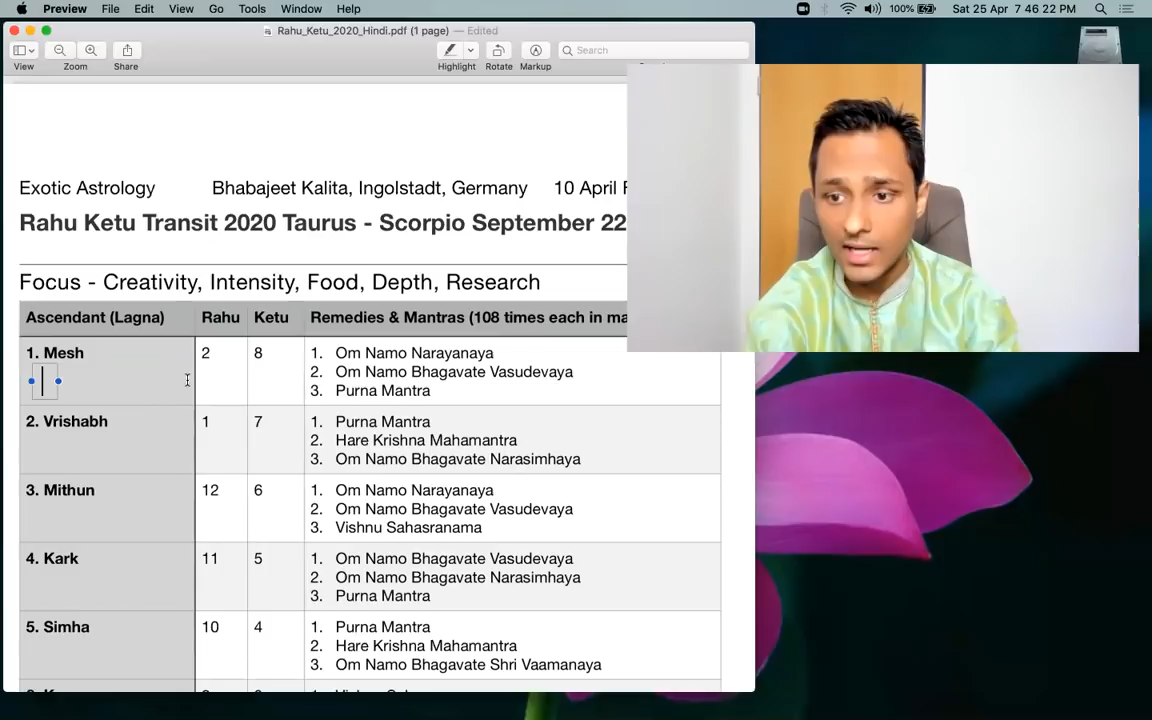 Preview File Edit View Go Tools Window Help 100% Sat 25 Apr 7 46 22 PM
Rahu_Ketu_2020_Hindi.pdf (1 page) — Edited
Search
View Zoom Share Highlight Rotate Markup
Exotic Astrology Bhabajeet Kalita, Ingolstadt, Germany 10 April
Rahu Ketu Transit 2020 Taurus - Scorpio September 22
Focus - Creativity, Intensity, Food, Depth, Research
Ascendant (Lagna) Rahu Ketu Remedies & Mantras (108 times each in
1. Mesh 2 8 1. Om Namo Narayanaya
2. Om Namo Bhagavate Vasudevaya
3. Purna Mantra
2. Vrishabh 1 7 1. Purna Mantra
2. Hare Krishna Mahamantra
3. Om Namo Bhagavate Narasimhaya
3. Mithun 12 6 1. Om Namo Narayanaya
2. Om Namo Bhagavate Vasudevaya
3. Vishnu Sahasranama
4. Kark 11 5 1. Om Namo Bhagavate Vasudevaya
2. Om Namo Bhagavate Narasimhaya
3. Purna Mantra
5. Simha 10 4 1. Purna Mantra
2. Hare Krishna Mahamantra
3. Om Namo Bhagavate Shri Vaamanaya